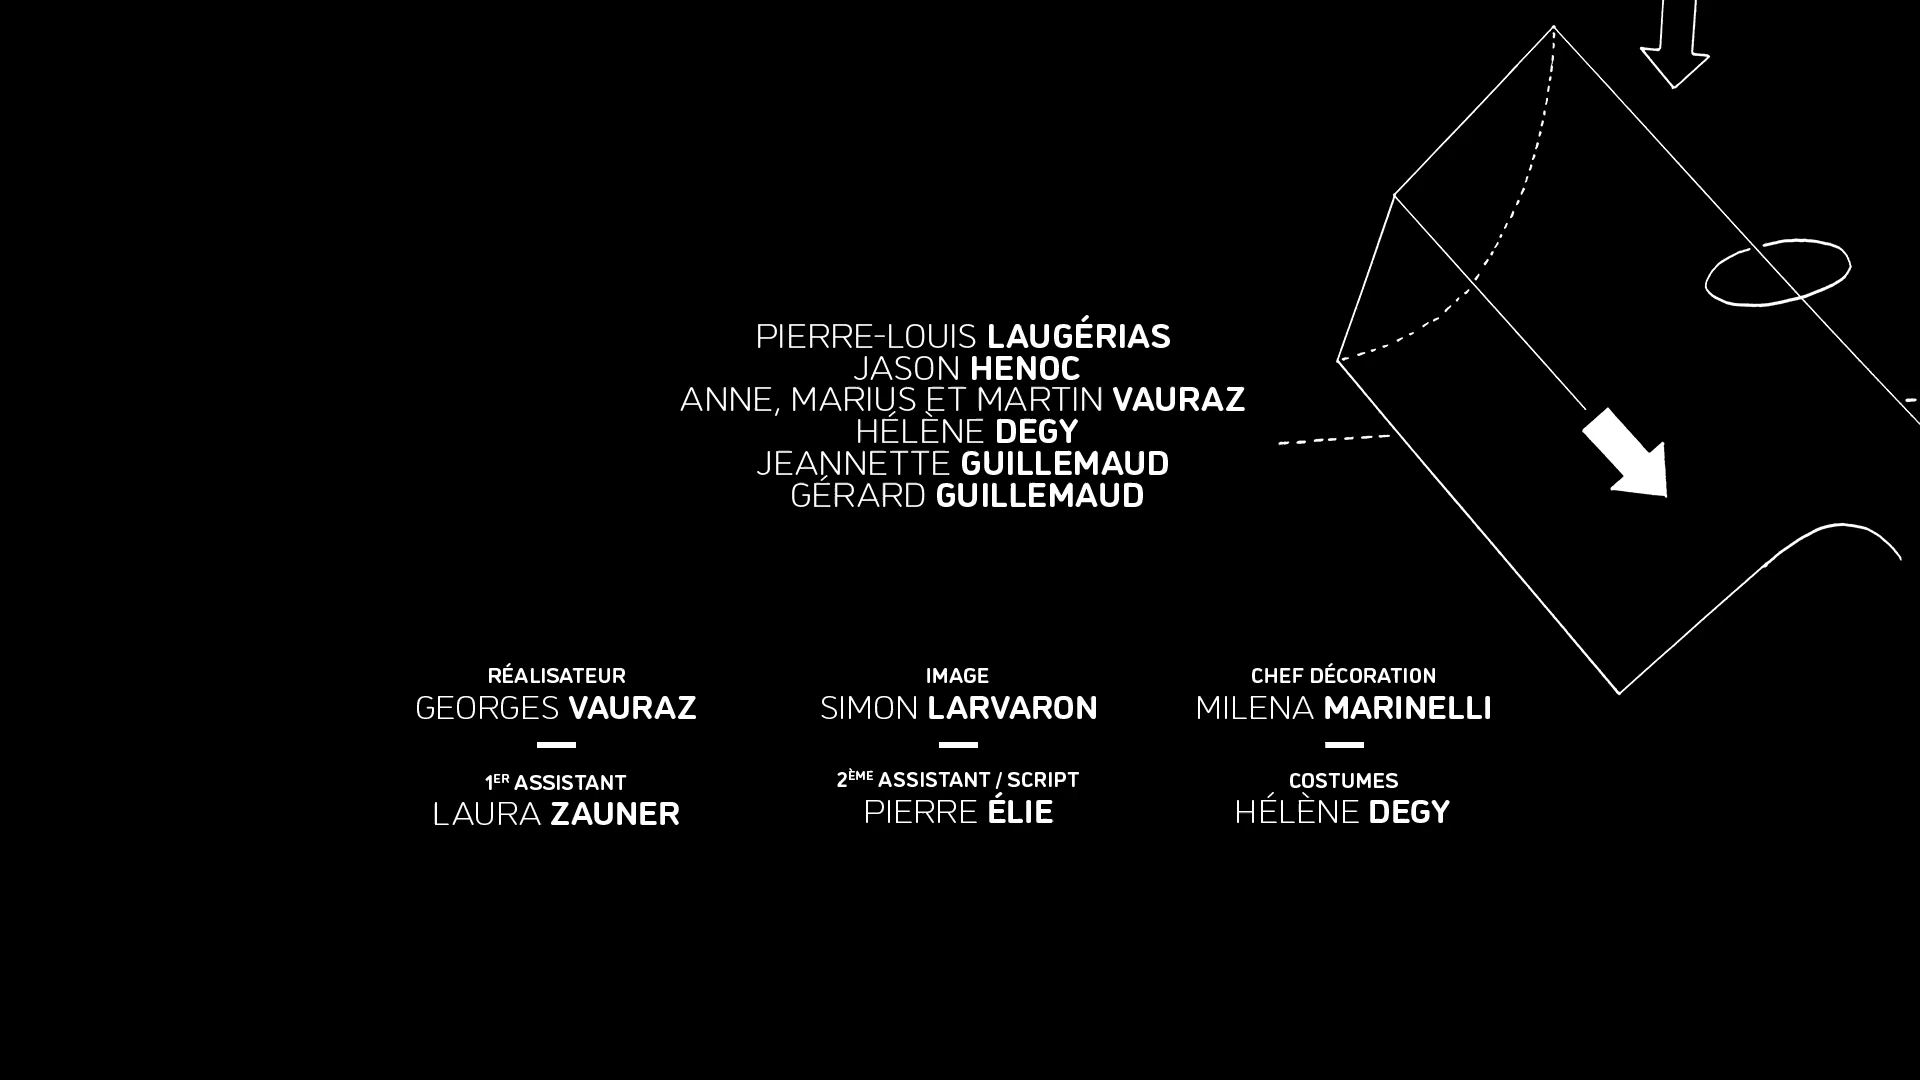 PIERRE-LOUIS LAUGÉRIAS
JASON HENOC
ANNE, MARIUS ET MARTIN VAURAZ
HÉLÈNE DEGY
JEANNETTE GUILLEMAUD
GÉRARD GUILLEMAUD
RÉALISATEUR
GEORGES VAURAZ
1ER ASSISTANT
LAURA ZAUNER
IMAGE
SIMON LARVARON
2ÈME ASSISTANT / SCRIPT
PIERRE ÉLIE
CHEF DÉCORATION
MILENA MARINELLI
COSTUMES
HÉLÈNE DEGY